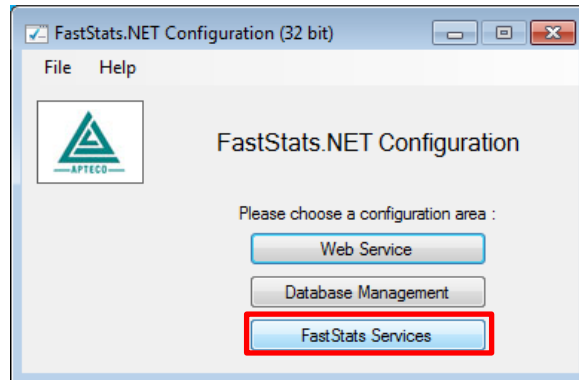 FastStats.NET Configuration (32 bit)
File Help
APTECO
FastStats.NET Configuration
Please choose a configuration area :
Web Service
Database Management
FastStats Services